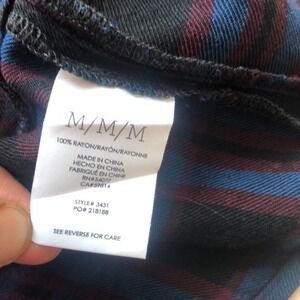 M/M/M
100% RAYON/RAYÓN/RAYONNE
MADE IN CHINA
HECHO EN CHINA
FABRIQUÉ EN CHINE
CA#59814
STYLE# 3431
PO# 218188
SEE REVERSE FOR CARE